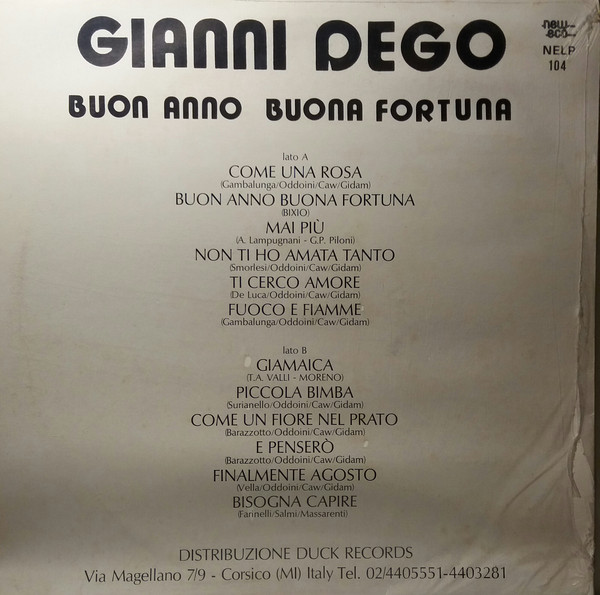 GIANNI DEGO
new
eco
NELP
104
BUON ANNO BUONA FORTUNA
lato A
COME UNA ROSA
(Gambalunga/Oddoini/Caw/Gidam)
BUON ANNO BUONA FORTUNA
(BIXIO)
MAI PIÙ
(A. Lampugnani - G.P. Piloni)
NON TI HO AMATA TANTO
(Smorlesi/Oddoini/Caw/Gidam)
TI CERCO AMORE
(De Luca/Oddoini/Caw/Gidam)
FUOCO E FIAMME
(Gambalunga/Oddoini/Caw/Gidam)
lato B
GIAMAICA
(T.A. VALLI - MORENO)
PICCOLA BIMBA
(Surianello/Oddoini/Caw/Gidam)
COME UN FIORE NEL PRATO
(Barazzotto/Oddoini/Caw/Gidam)
E PENSERÒ
(Barazzotto/Oddoini/Caw/Gidam)
FINALMENTE AGOSTO
(Vella/Oddoini/Caw/Gidam)
BISOGNA CAPIRE
(Farinelli/Salmi/Massarenti)
DISTRIBUZIONE DUCK RECORDS
Via Magellano 7/9 - Corsico (MI) Italy Tel. 02/4405551-4403281